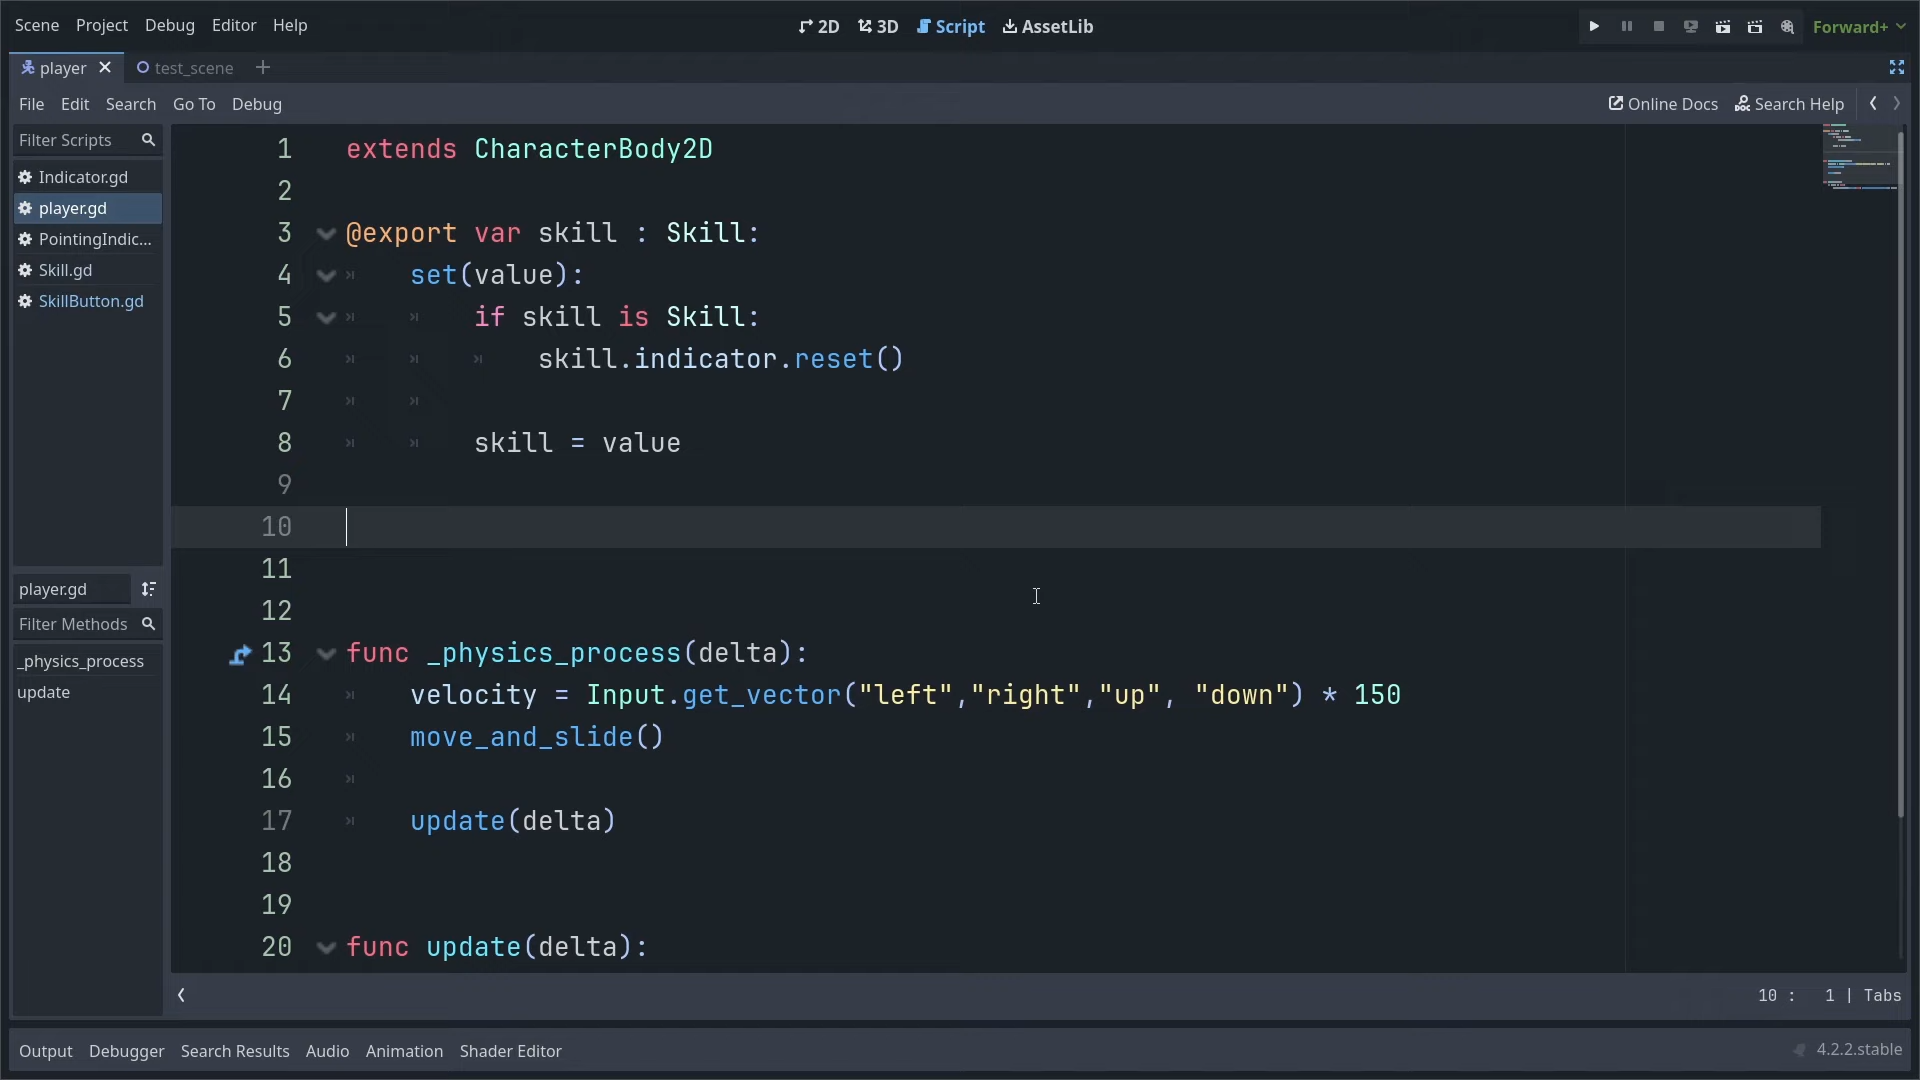 Scene Project Debug Editor Help
2D 3D Script AssetLib
Forward+
player test_scene
File Edit Search Go To Debug
Online Docs Search Help
Filter Scripts
Indicator.gd
player.gd
PointingIndic...
Skill.gd
SkillButton.gd
player.gd
Filter Methods
_physics_process
update
1 extends CharacterBody2D
2
3 @export var skill : Skill:
4 set(value):
5 if skill is Skill:
6 skill.indicator.reset()
7
8 skill = value
9
10
11
12
13 func _physics_process(delta):
14 velocity = Input.get_vector("left","right","up", "down") * 150
15 move_and_slide()
16
17 update(delta)
18
19
20 func update(delta):
10 : 1 | Tabs
Output Debugger Search Results Audio Animation Shader Editor
4.2.2.stable